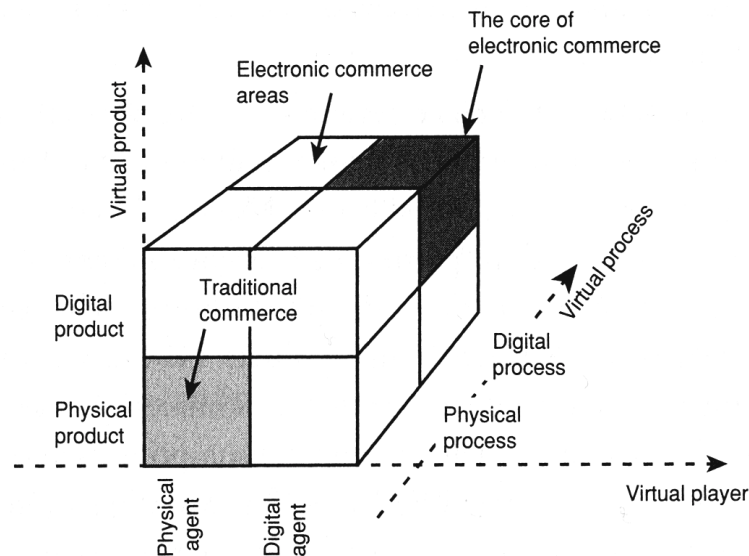 The core of
electronic commerce
Electronic commerce
areas
Virtual product
Virtual process
Traditional
commerce
Digital
product
Digital
process
Physical
product
Physical
process
Virtual player
Physical
agent
Digital
agent